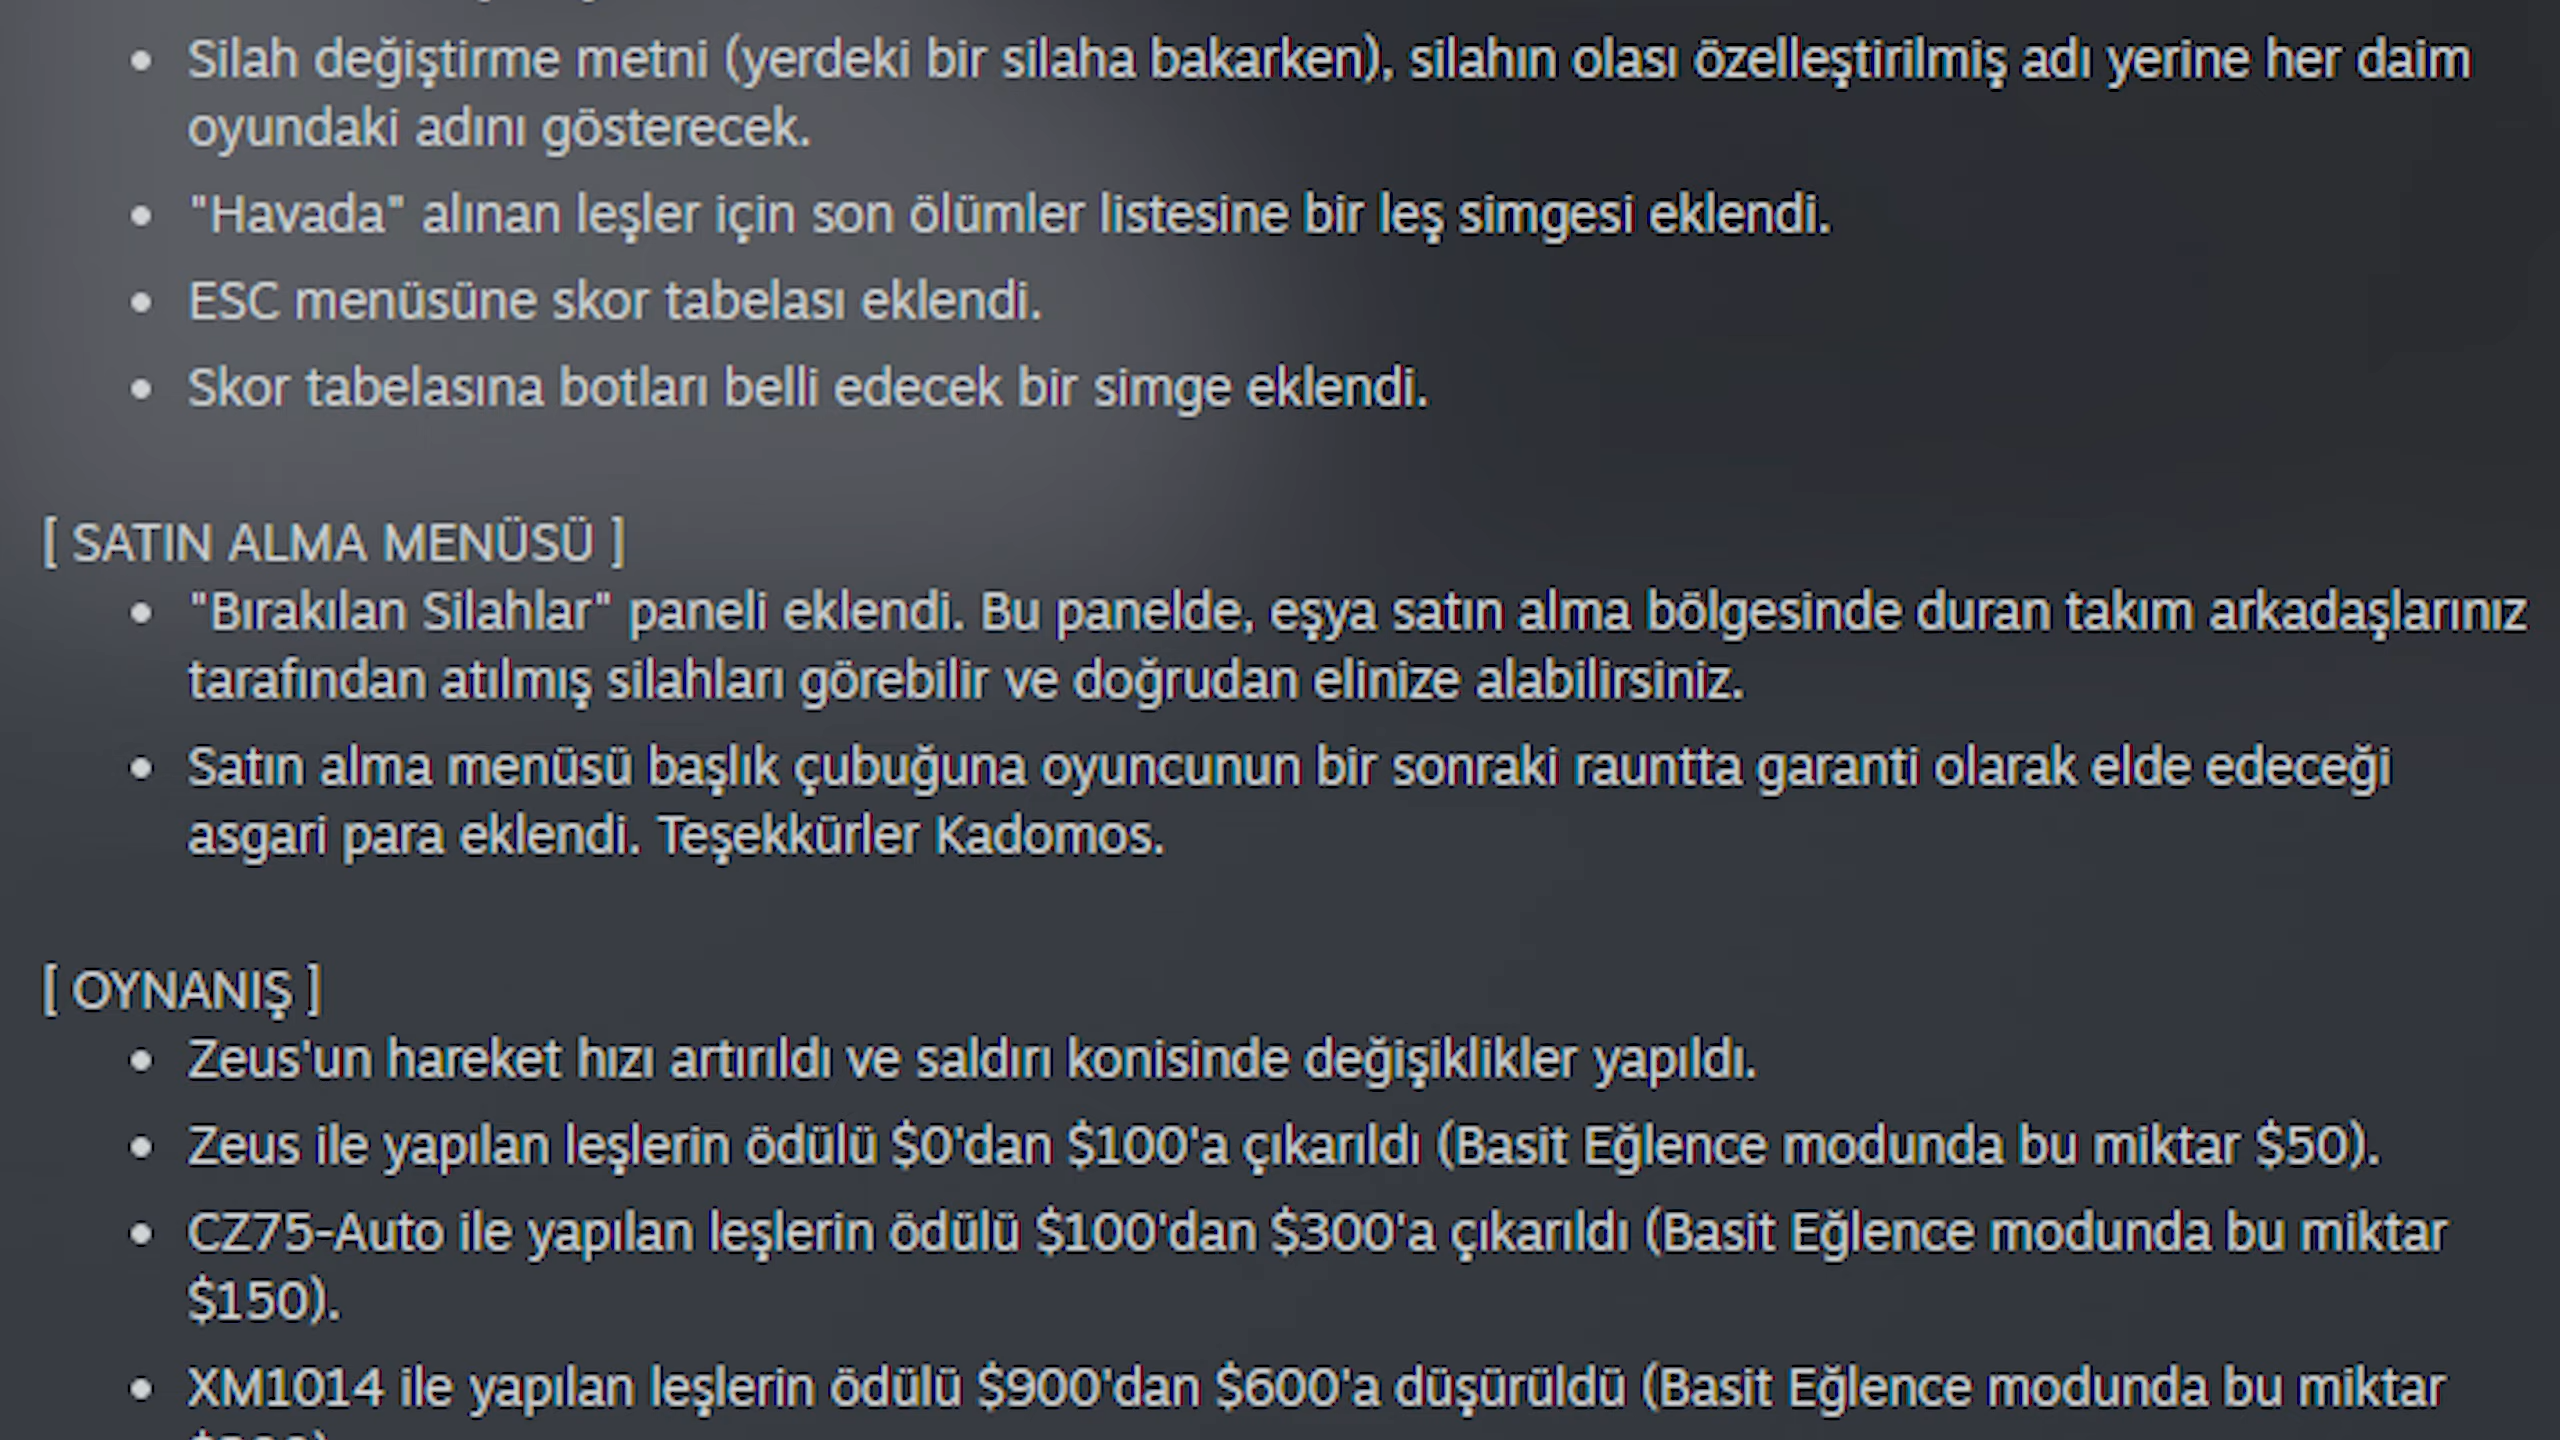 Silah değiştirme metni (yerdeki bir silaha bakarken), silahın olası özelleştirilmiş adı yerine her daim
oyundaki adını gösterecek.
"Havada" alınan leşler için son ölümler listesine bir leş simgesi eklendi.
ESC menüsüne skor tabelası eklendi.
Skor tabelasına botları belli edecek bir simge eklendi.
[ SATIN ALMA MENÜSÜ ]
"Bırakılan Silahlar" paneli eklendi. Bu panelde, eşya satın alma bölgesinde duran takım arkadaşlarınız
tarafından atılmış silahları görebilir ve doğrudan elinize alabilirsiniz.
Satın alma menüsü başlık çubuğuna oyuncunun bir sonraki rauntta garanti olarak elde edeceği
asgari para eklendi. Teşekkürler Kadomos.
[ OYNANIŞ ]
Zeus'un hareket hızı artırıldı ve saldırı konisinde değişiklikler yapıldı.
Zeus ile yapılan leşlerin ödülü $0'dan $100'a çıkarıldı (Basit Eğlence modunda bu miktar $50).
CZ75-Auto ile yapılan leşlerin ödülü $100'dan $300'a çıkarıldı (Basit Eğlence modunda bu miktar
$150).
XM1014 ile yapılan leşlerin ödülü $900'dan $600'a düşürüldü (Basit Eğlence modunda bu miktar